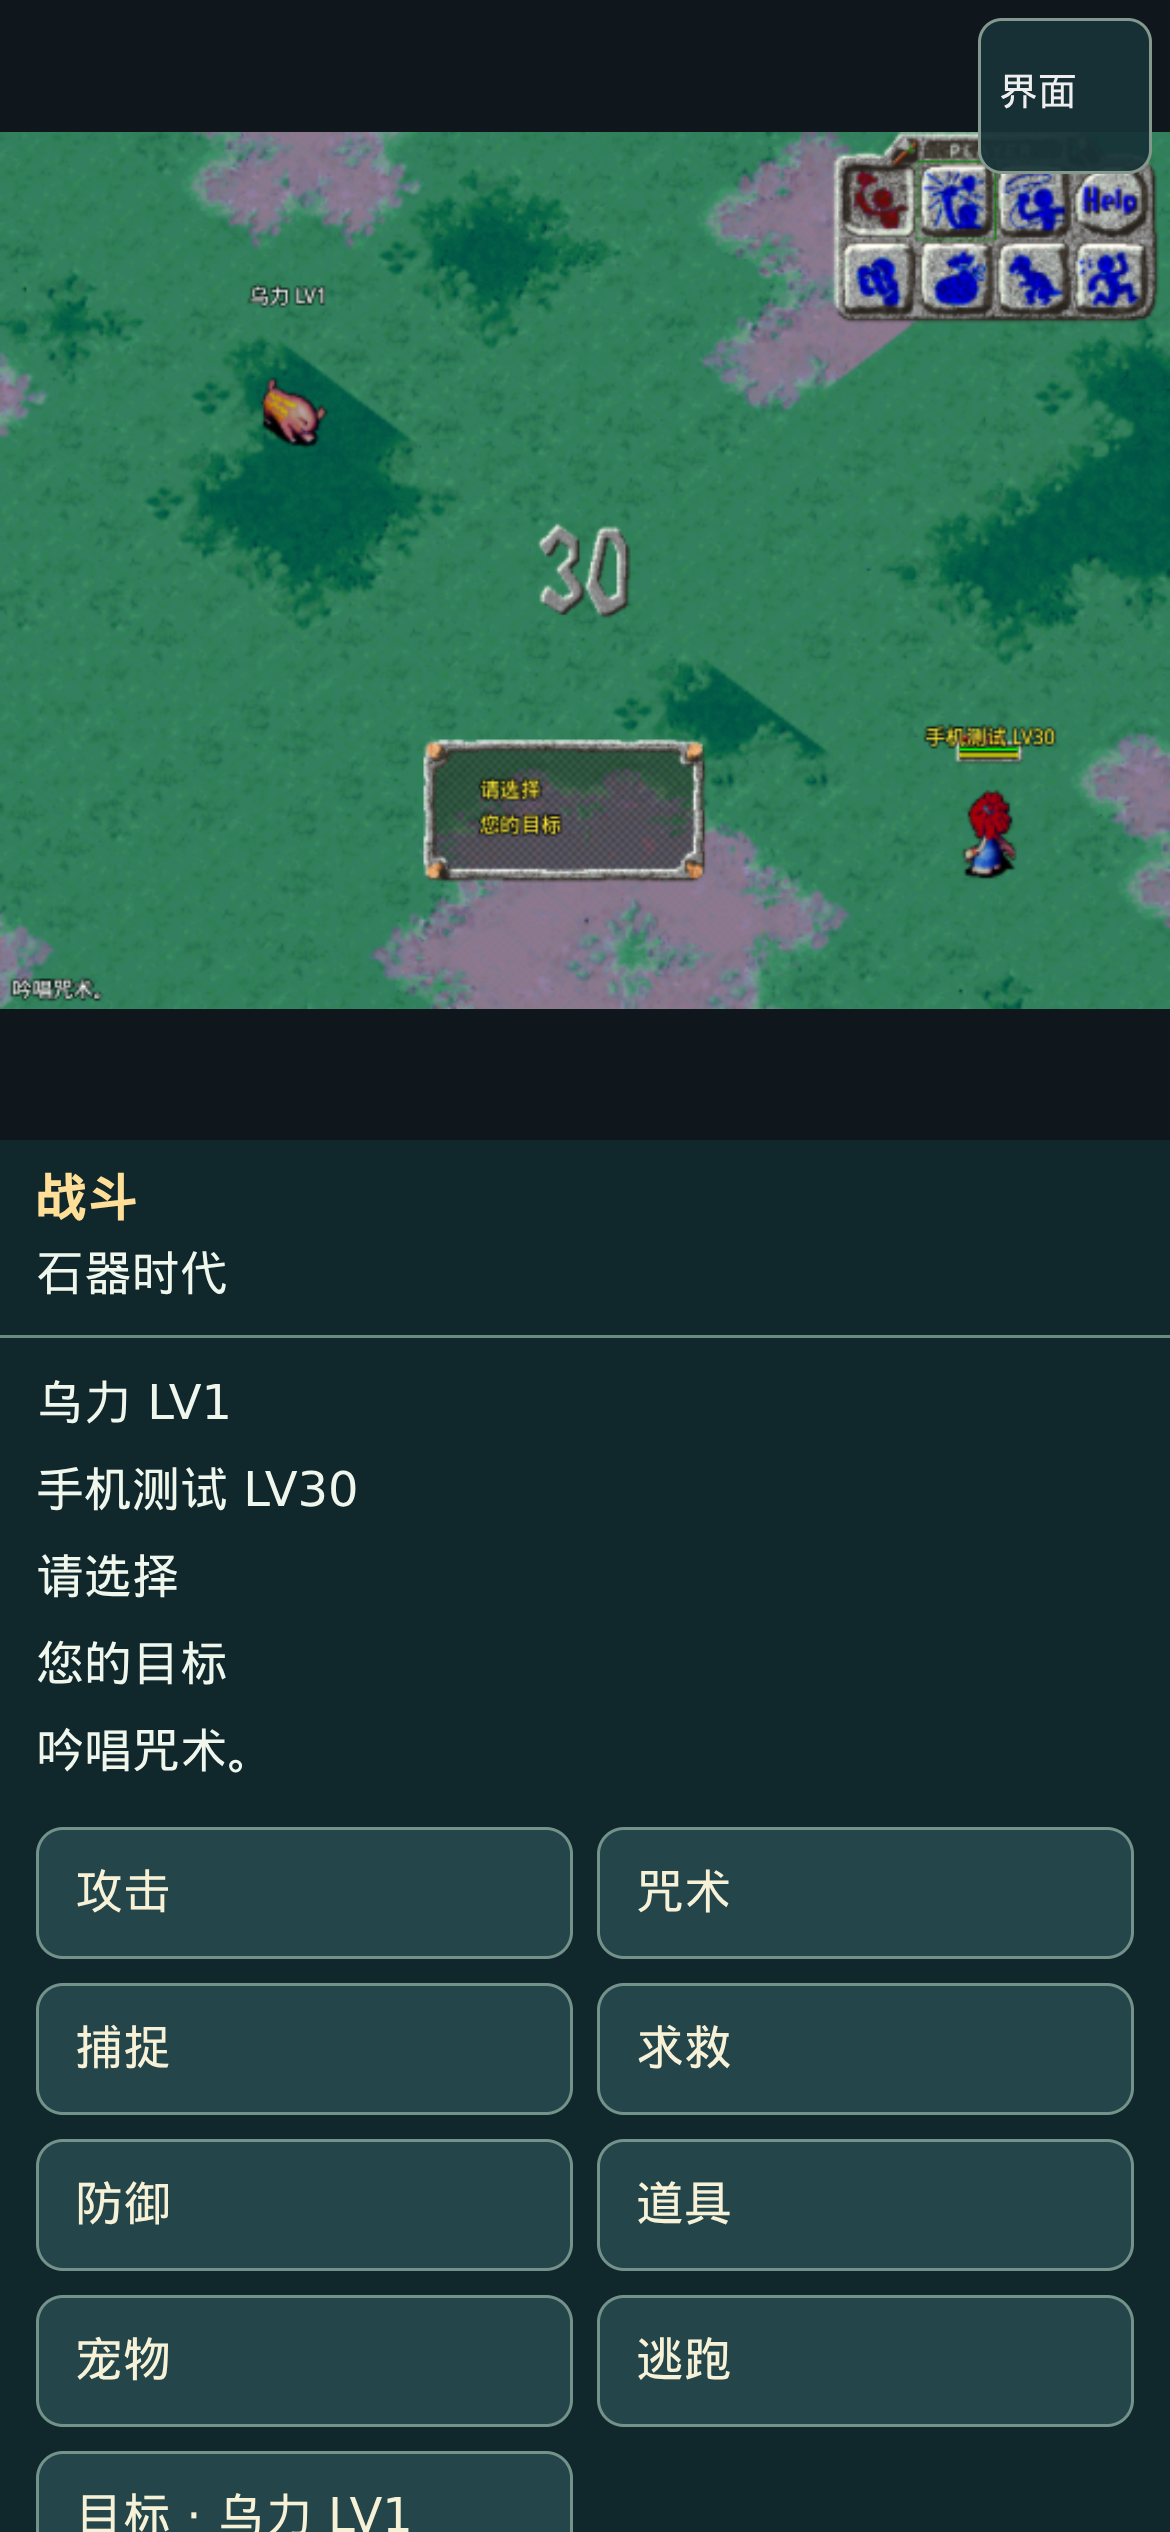 界面
Help
乌力 LV1
30
手机测试 LV30
请选择
您的目标
吟唱咒术。
战斗
石器时代
乌力 LV1
手机测试 LV30
请选择
您的目标
吟唱咒术。
攻击
咒术
捕捉
求救
防御
道具
宠物
逃跑
目标 · 乌力 LV1